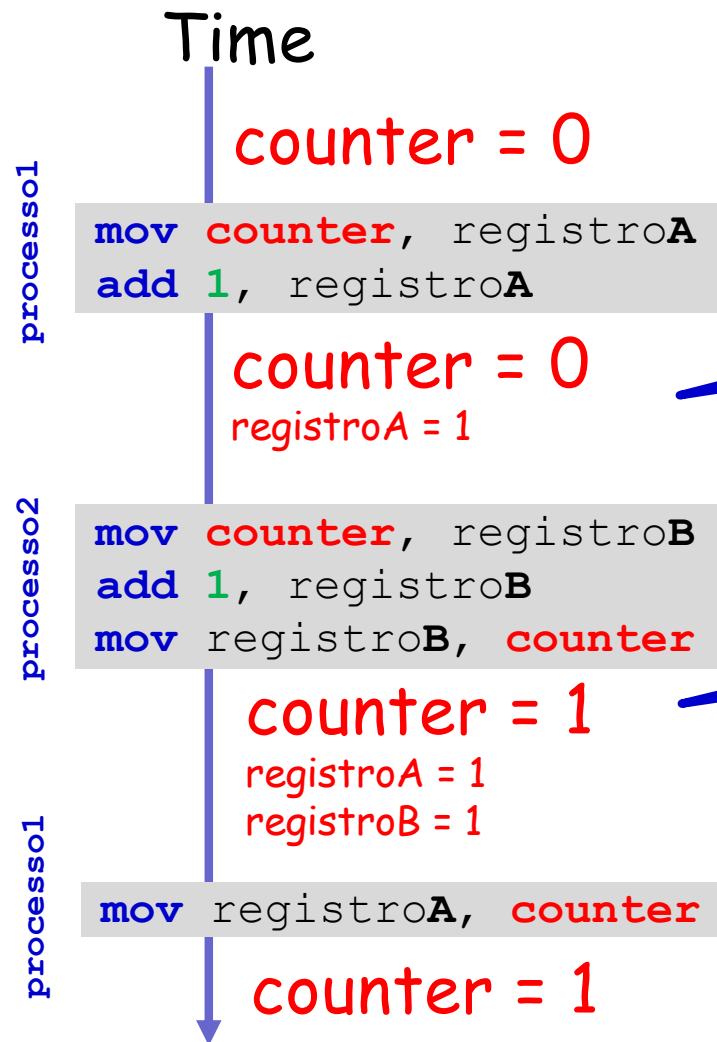 Time
counter = 0
processo1
mov counter, registroA
add 1, registroA
counter = 0
registroA = 1
processo2
mov counter, registroB
add 1, registroB
mov registroB, counter
counter = 1
registroA = 1
registroB = 1
processo1
mov registroA, counter
counter = 1